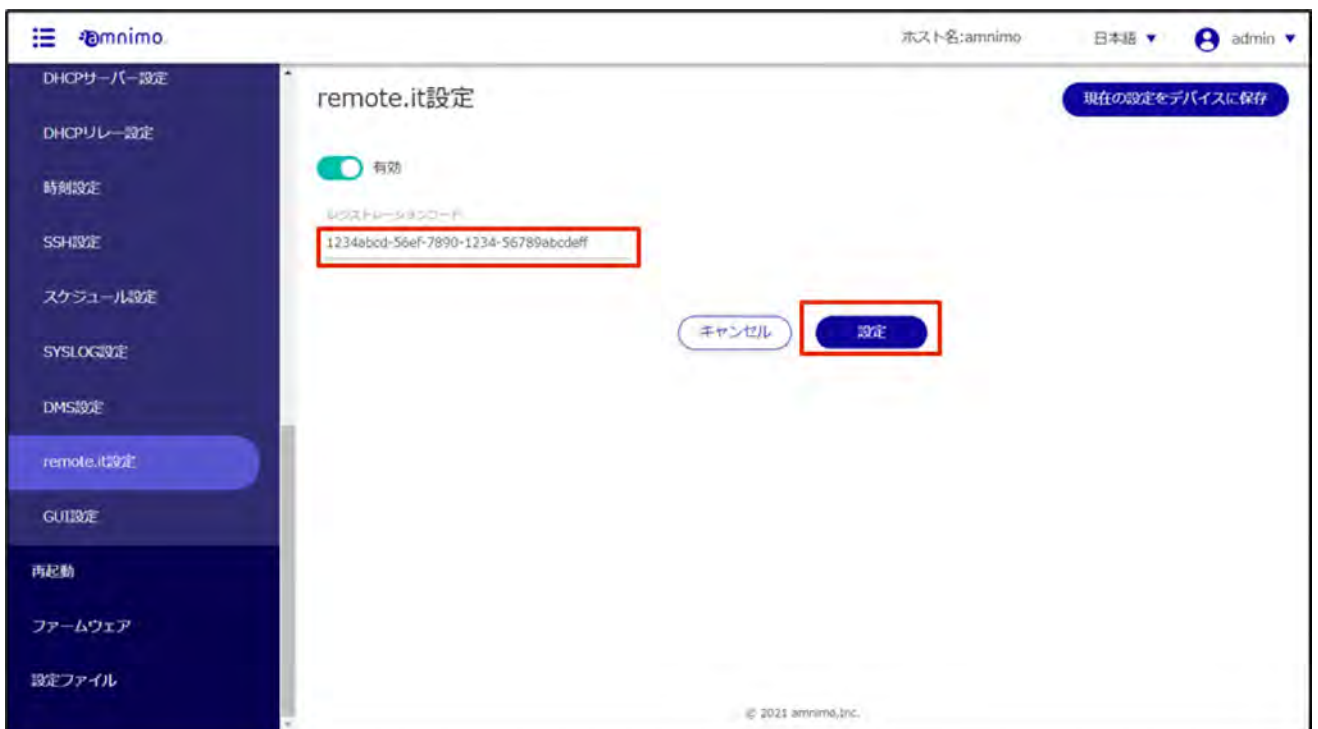 amnimo
ホスト名:amnimo
日本語 ▼
admin ▼
DHCPサーバー設定
DHCPリレー設定
時刻設定
SSH設定
スケジュール設定
SYSLOG設定
DMS設定
remote.it設定
GUI設定
再起動
ファームウェア
設定ファイル
remote.it設定
現在の設定をデバイスに保存
有効
レジストレーションコード
1234abcd-56ef-7890-1234-56789abcdeff
キャンセル
設定
© 2021 amnimo,Inc.